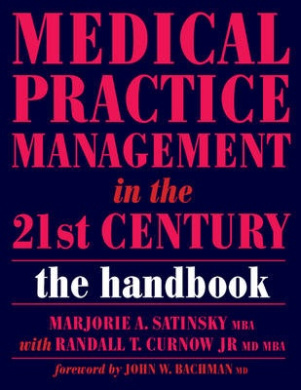 MEDICAL
PRACTICE
MANAGEMENT
in the
21st CENTURY
the handbook
MARJORIE A. SATINSKY MBA
with RANDALL T. CURNOW JR MD MBA
foreword by JOHN W. BACHMAN MD